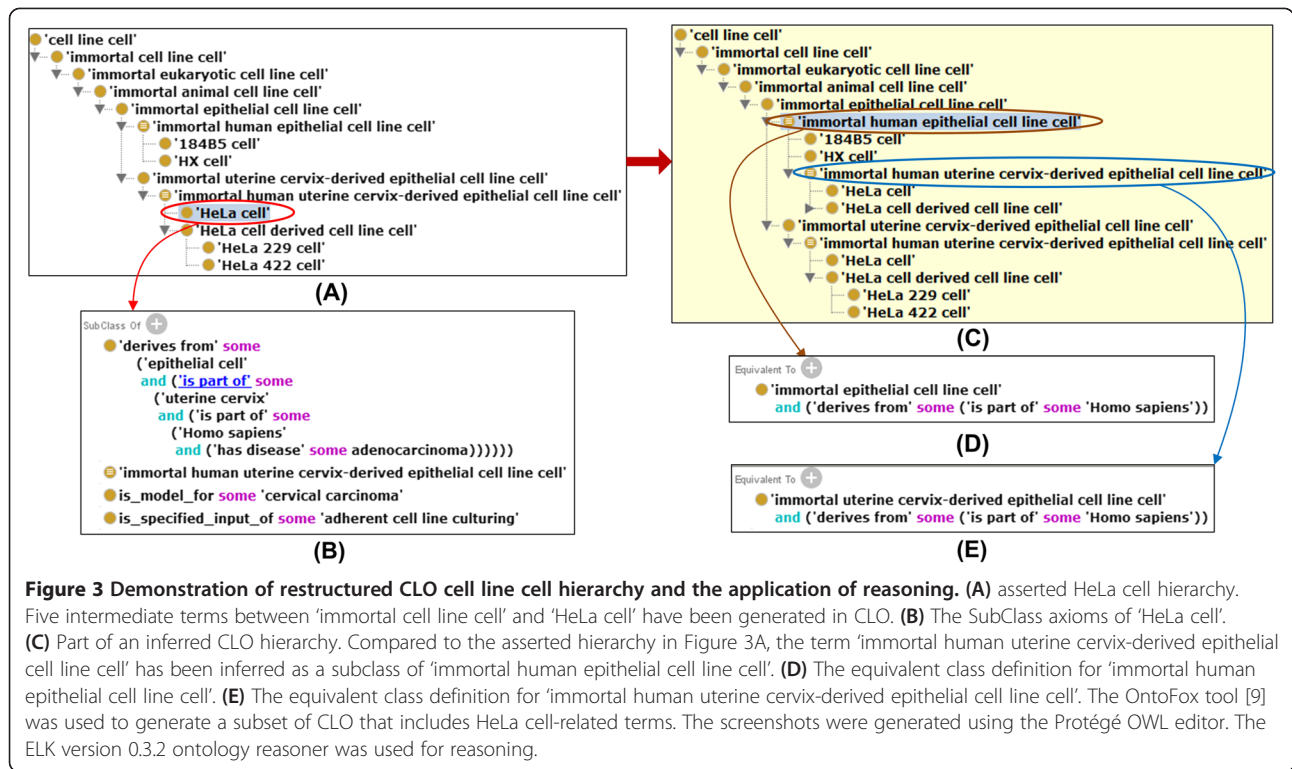 'cell line cell'
'immortal cell line cell'
'immortal eukaryotic cell line cell'
'immortal animal cell line cell'
'immortal epithelial cell line cell'
'immortal human epithelial cell line cell'
'184B5 cell'
'HX cell'
'immortal uterine cervix-derived epithelial cell line cell'
'immortal human uterine cervix-derived epithelial cell line cell'
'HeLa cell'
'HeLa cell derived cell line cell'
'HeLa 229 cell'
'HeLa 422 cell'
(A)
SubClass Of
'derives from' some
('epithelial cell'
and ('is part of' some
('uterine cervix'
and ('is part of' some
('Homo sapiens'
and ('has disease' some adenocarcinoma))))))
'immortal human uterine cervix-derived epithelial cell line cell'
is_model_for some 'cervical carcinoma'
is_specified_input_of some 'adherent cell line culturing'
(B)
'cell line cell'
'immortal cell line cell'
'immortal eukaryotic cell line cell'
'immortal animal cell line cell'
'immortal epithelial cell line cell'
'immortal human epithelial cell line cell'
'184B5 cell'
'HX cell'
'immortal human uterine cervix-derived epithelial cell line cell'
'HeLa cell'
'HeLa cell derived cell line cell'
'immortal uterine cervix-derived epithelial cell line cell'
'immortal human uterine cervix-derived epithelial cell line cell'
'HeLa cell'
'HeLa cell derived cell line cell'
'HeLa 229 cell'
'HeLa 422 cell'
(C)
Equivalent To
'immortal epithelial cell line cell'
and ('derives from' some ('is part of' some 'Homo sapiens'))
(D)
Equivalent To
'immortal uterine cervix-derived epithelial cell line cell'
and ('derives from' some ('is part of' some 'Homo sapiens'))
(E)
Figure 3 Demonstration of restructured CLO cell line cell hierarchy and the application of reasoning. (A) asserted HeLa cell hierarchy.
Five intermediate terms between 'immortal cell line cell' and 'HeLa cell' have been generated in CLO. (B) The SubClass axioms of 'HeLa cell'.
(C) Part of an inferred CLO hierarchy. Compared to the asserted hierarchy in Figure 3A, the term 'immortal human uterine cervix-derived epithelial
cell line cell' has been inferred as a subclass of 'immortal human epithelial cell line cell'. (D) The equivalent class definition for 'immortal human
epithelial cell line cell'. (E) The equivalent class definition for 'immortal human uterine cervix-derived epithelial cell line cell'. The OntoFox tool [9]
was used to generate a subset of CLO that includes HeLa cell-related terms. The screenshots were generated using the Protégé OWL editor. The
ELK version 0.3.2 ontology reasoner was used for reasoning.